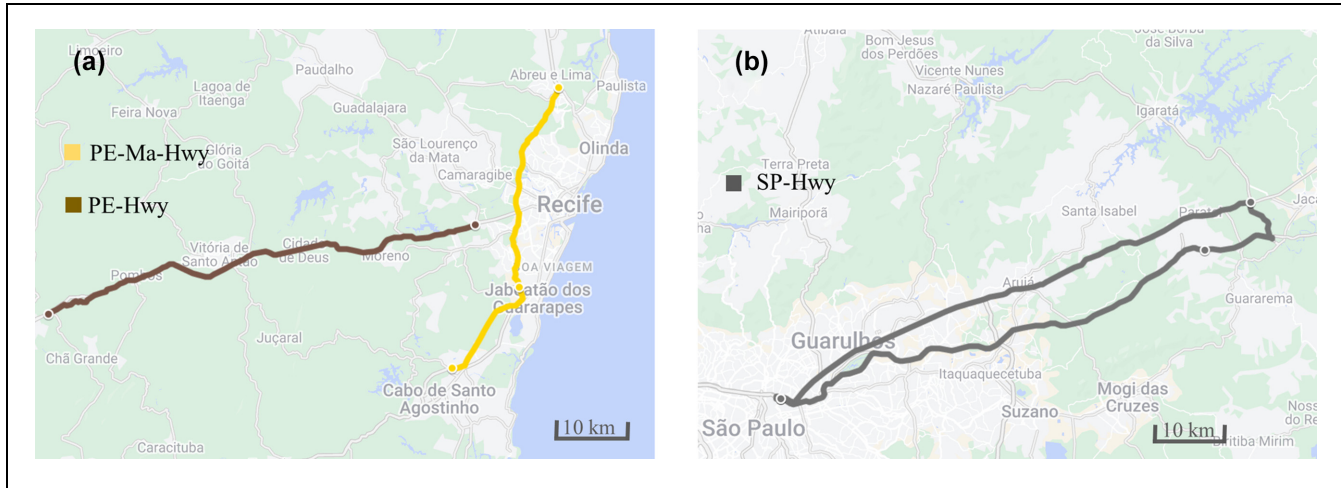 (a)
Limoeiro
Paudalho
Abreu e Lima
Paulista
Lagoa de
Itaenga
Feira Nova
Guadalajara
PE-Ma-Hwy
Glória
do Goitá
São Lourenço
da Mata
Olinda
Camaragibe
PE-Hwy
Recife
Vitória de
Santo Antão
Cidade
de Deus
Moreno
Pombos
BOA VIAGEM
Jaboatão dos
Guararapes
Juçaral
Chã Grande
Cabo de Santo
Agostinho
10 km
Caracituba
(b)
Atibaia
Bom Jesus
dos Perdões
da Silva
Vicente Nunes
Nazaré Paulista
Igaratá
Terra Preta
SP-Hwy
Mairiporã
Santa Isabel
Jaca
Arujá
Guararema
Guarulhos
Itaquaquecetuba
Mogi das
Cruzes
Suzano
São Paulo
10 km
Biritiba Mirim